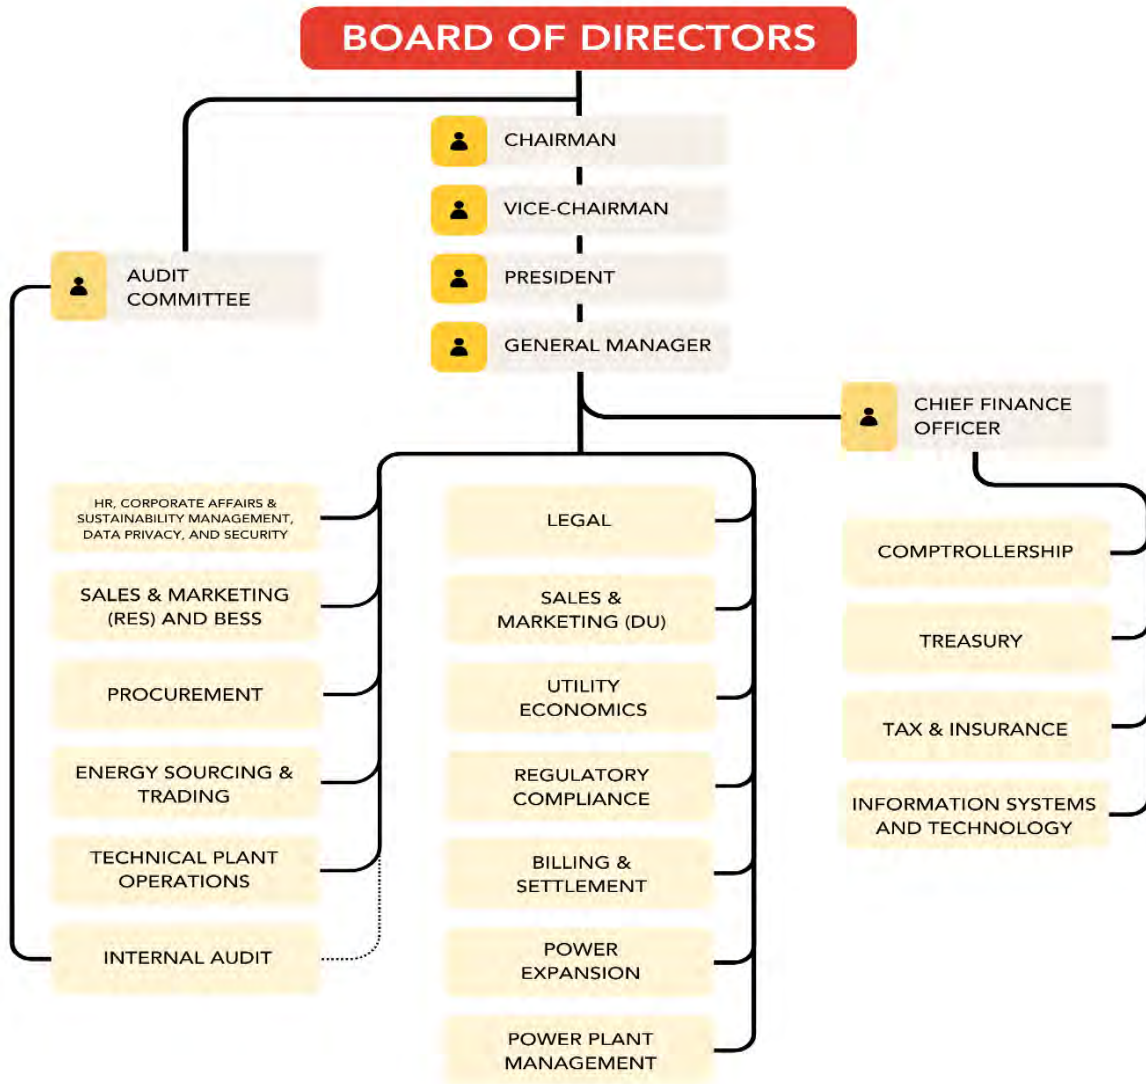 BOARD OF DIRECTORS
CHAIRMAN
VICE-CHAIRMAN
PRESIDENT
GENERAL MANAGER
AUDIT
COMMITTEE
CHIEF FINANCE
OFFICER
HR, CORPORATE AFFAIRS &
SUSTAINABILITY MANAGEMENT,
DATA PRIVACY, AND SECURITY
SALES & MARKETING
(RES) AND BESS
PROCUREMENT
ENERGY SOURCING &
TRADING
TECHNICAL PLANT
OPERATIONS
INTERNAL AUDIT
LEGAL
SALES &
MARKETING (DU)
UTILITY
ECONOMICS
REGULATORY
COMPLIANCE
BILLING &
SETTLEMENT
POWER
EXPANSION
POWER PLANT
MANAGEMENT
COMPTROLLERSHIP
TREASURY
TAX & INSURANCE
INFORMATION SYSTEMS
AND TECHNOLOGY